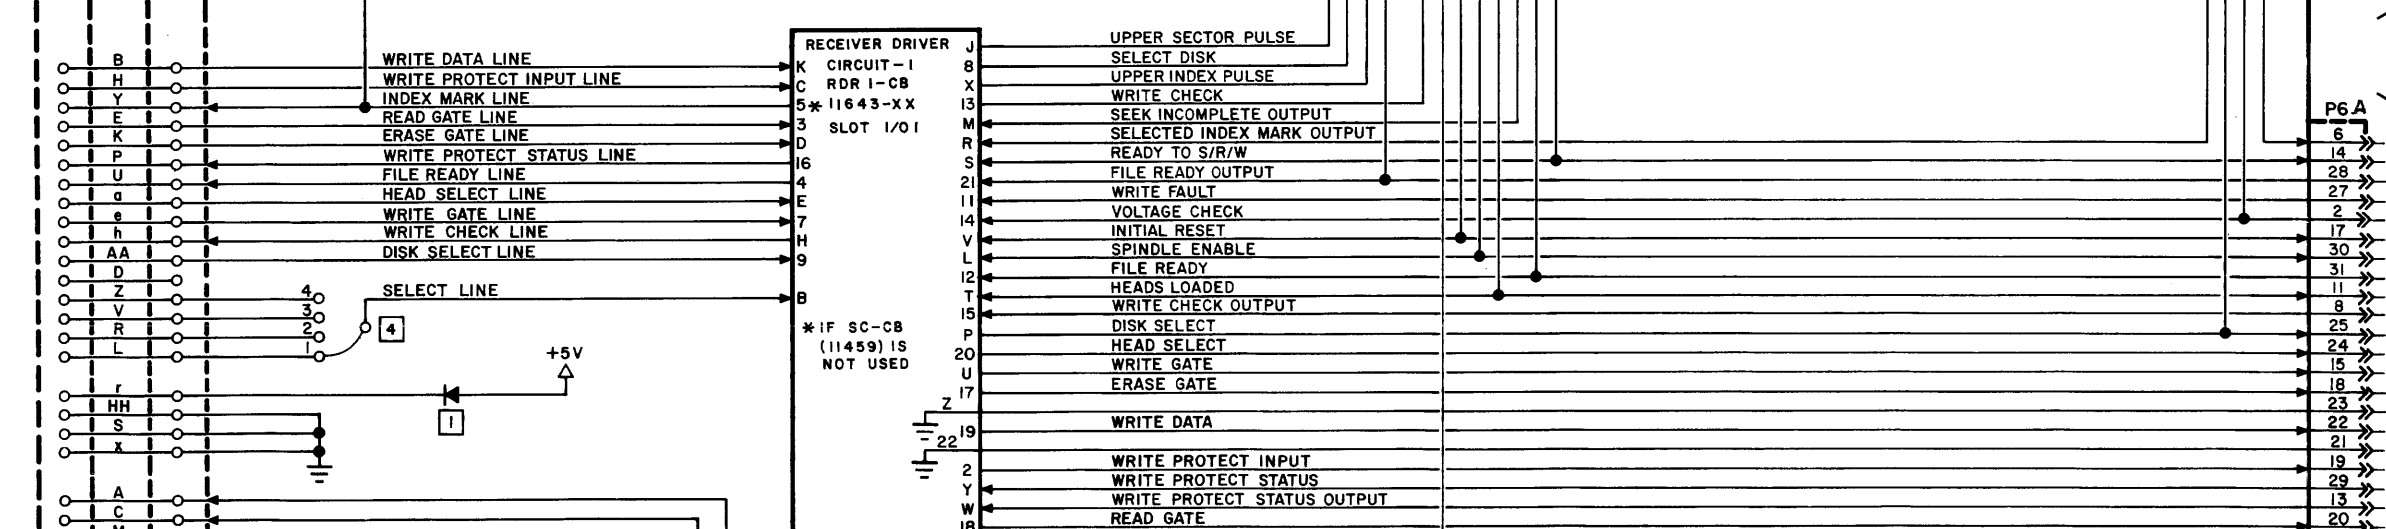 B WRITE DATA LINE K
H WRITE PROTECT INPUT LINE C
Y INDEX MARK LINE 5*
E READ GATE LINE 3
K ERASE GATE LINE D
P WRITE PROTECT STATUS LINE 16
U FILE READY LINE 4
a HEAD SELECT LINE E
e WRITE GATE LINE 7
h WRITE CHECK LINE H
AA DISK SELECT LINE 9
D
Z 4 SELECT LINE B
V 3
R 2 4
L 1
r +5V
HH 1
S
x
A
C
RECEIVER DRIVER
CIRCUIT-1
RDR 1-CB
11643-XX
SLOT I/O1
*IF SC-CB
(11459) IS
NOT USED
J UPPER SECTOR PULSE
8 SELECT DISK
X UPPER INDEX PULSE
13 WRITE CHECK
M SEEK INCOMPLETE OUTPUT
R SELECTED INDEX MARK OUTPUT
S READY TO S/R/W
21 FILE READY OUTPUT
11 WRITE FAULT
14 VOLTAGE CHECK
V INITIAL RESET
L SPINDLE ENABLE
12 FILE READY
T HEADS LOADED
15 WRITE CHECK OUTPUT
P DISK SELECT
20 HEAD SELECT
U WRITE GATE
17 ERASE GATE
Z
19 WRITE DATA
22
2 WRITE PROTECT INPUT
Y WRITE PROTECT STATUS
W WRITE PROTECT STATUS OUTPUT
18 READ GATE
P6A
6
14
28
27
2
17
30
31
11
8
25
24
15
18
23
22
21
19
29
13
20